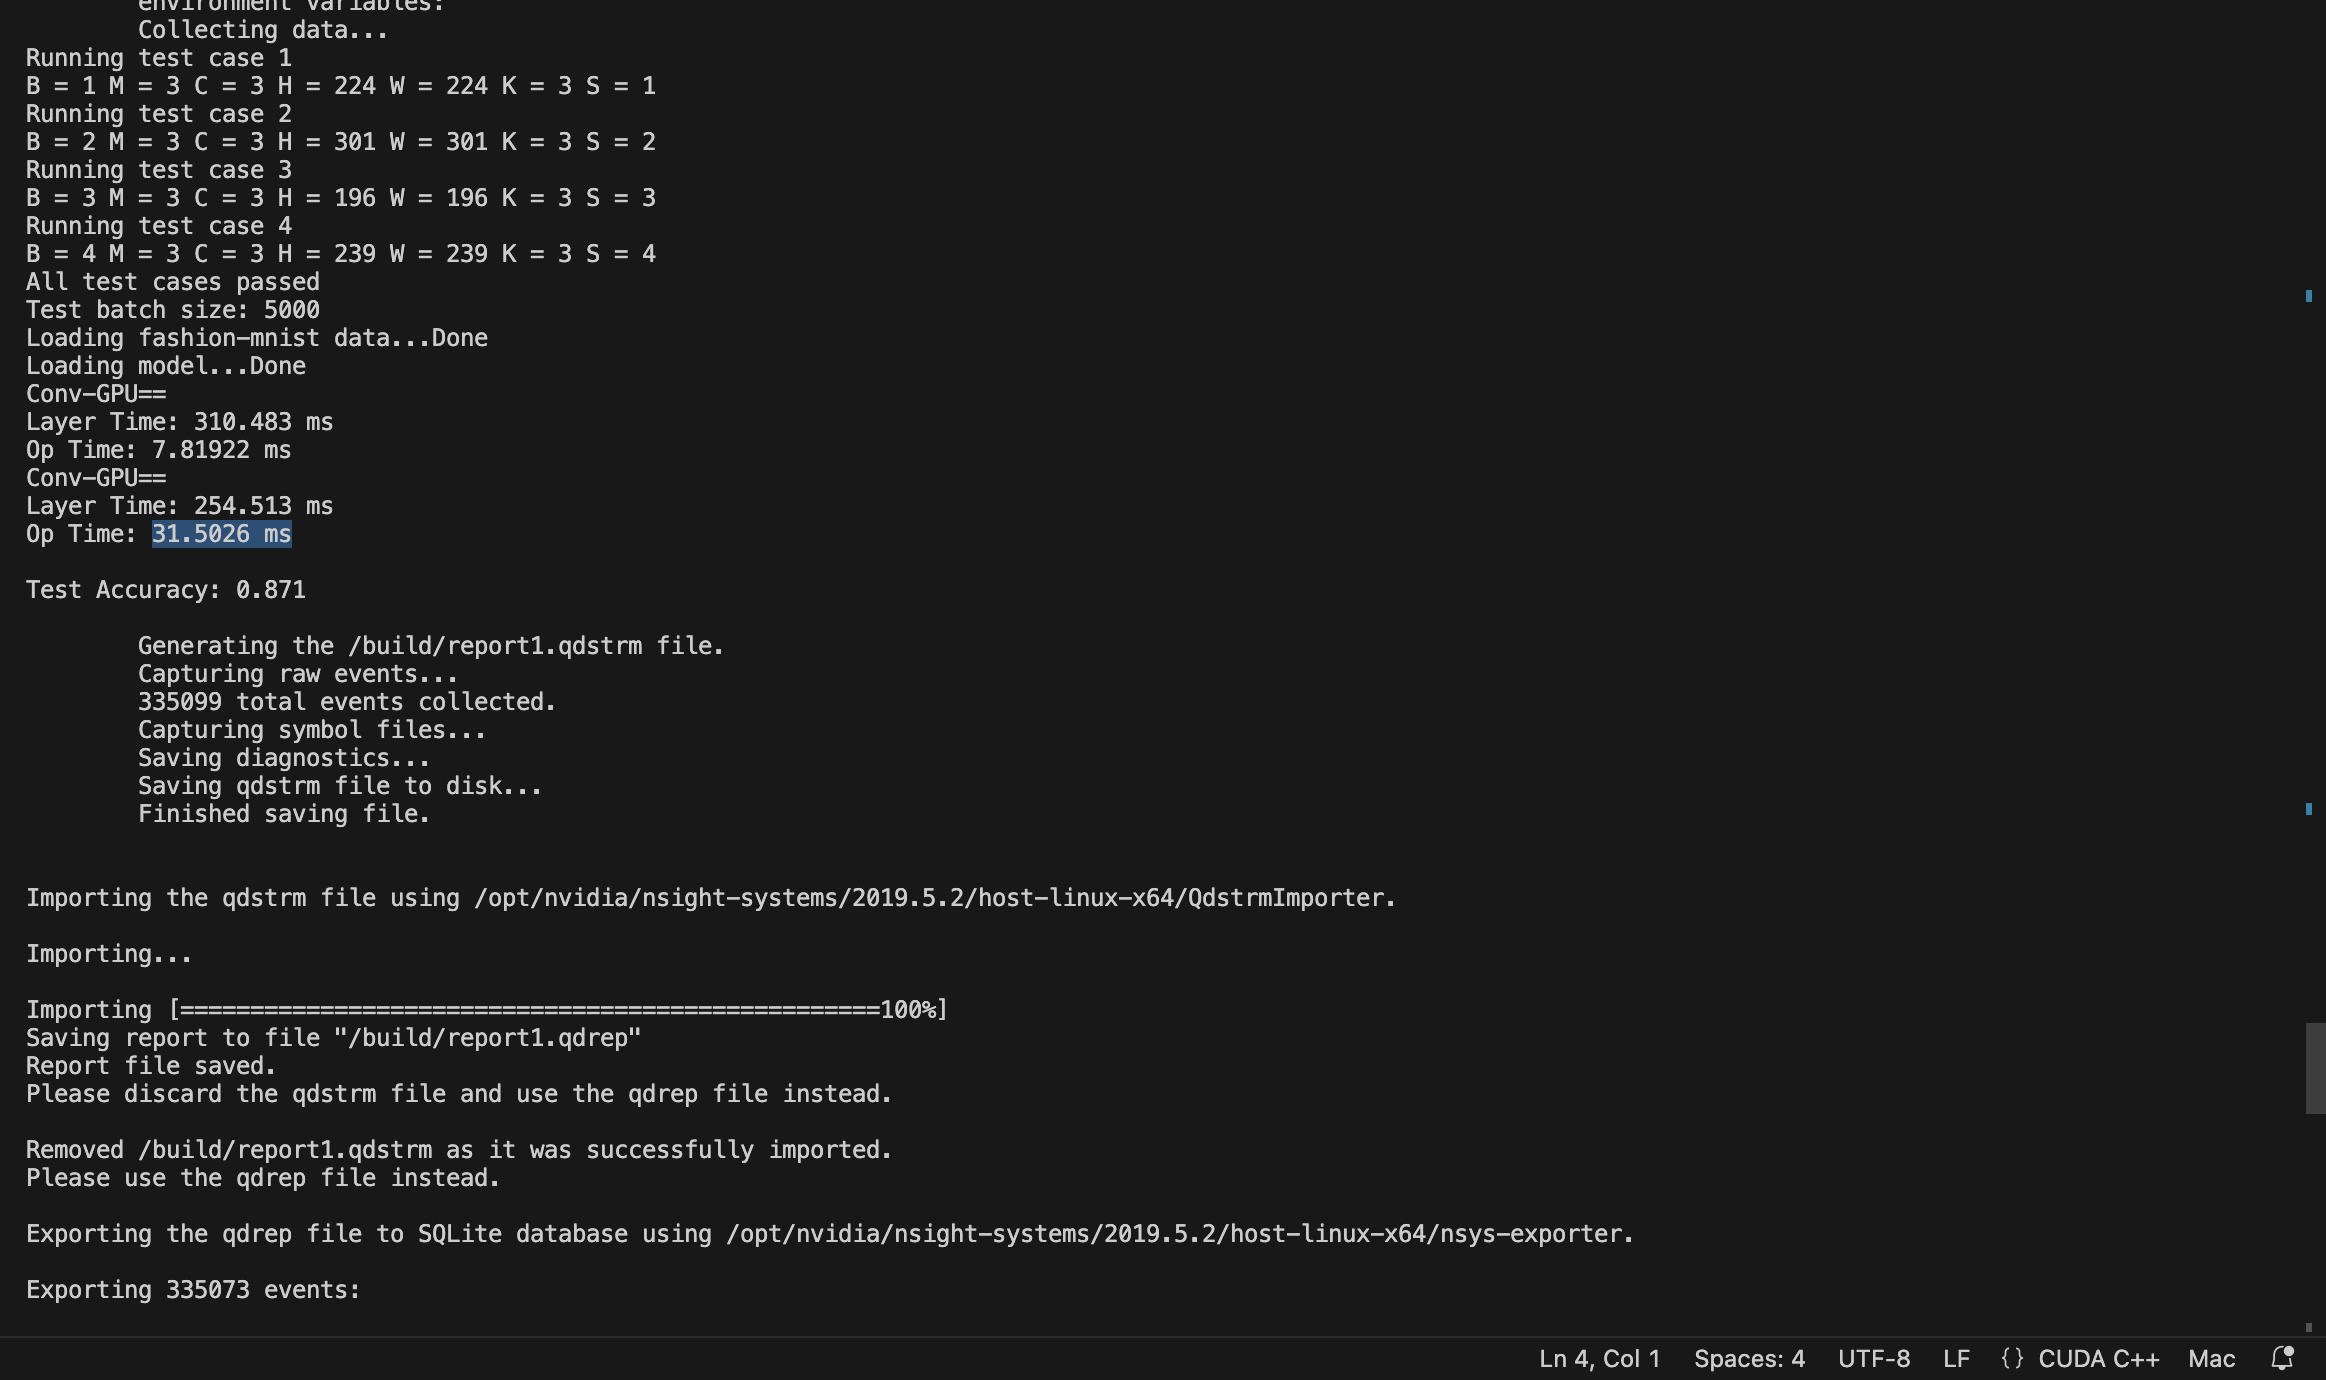 environment variables:
Collecting data...
Running test case 1
B = 1 M = 3 C = 3 H = 224 W = 224 K = 3 S = 1
Running test case 2
B = 2 M = 3 C = 3 H = 301 W = 301 K = 3 S = 2
Running test case 3
B = 3 M = 3 C = 3 H = 196 W = 196 K = 3 S = 3
Running test case 4
B = 4 M = 3 C = 3 H = 239 W = 239 K = 3 S = 4
All test cases passed
Test batch size: 5000
Loading fashion-mnist data...Done
Loading model...Done
Conv-GPU==
Layer Time: 310.483 ms
Op Time: 7.81922 ms
Conv-GPU==
Layer Time: 254.513 ms
Op Time: 31.5026 ms
Test Accuracy: 0.871
Generating the /build/report1.qdstrm file.
Capturing raw events...
335099 total events collected.
Capturing symbol files...
Saving diagnostics...
Saving qdstrm file to disk...
Finished saving file.
Importing the qdstrm file using /opt/nvidia/nsight-systems/2019.5.2/host-linux-x64/QdstrmImporter.
Importing...
Importing [==================================================100%]
Saving report to file "/build/report1.qdrep"
Report file saved.
Please discard the qdstrm file and use the qdrep file instead.
Removed /build/report1.qdstrm as it was successfully imported.
Please use the qdrep file instead.
Exporting the qdrep file to SQLite database using /opt/nvidia/nsight-systems/2019.5.2/host-linux-x64/nsys-exporter.
Exporting 335073 events:
Ln 4, Col 1 Spaces: 4 UTF-8 LF {} CUDA C++ Mac